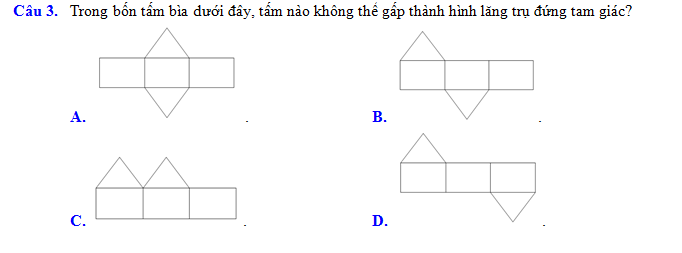 Câu 3. Trong bốn tấm bìa dưới đây, tấm nào không thể gấp thành hình lăng trụ đứng tam giác?
A. . B. .
C. . D. .